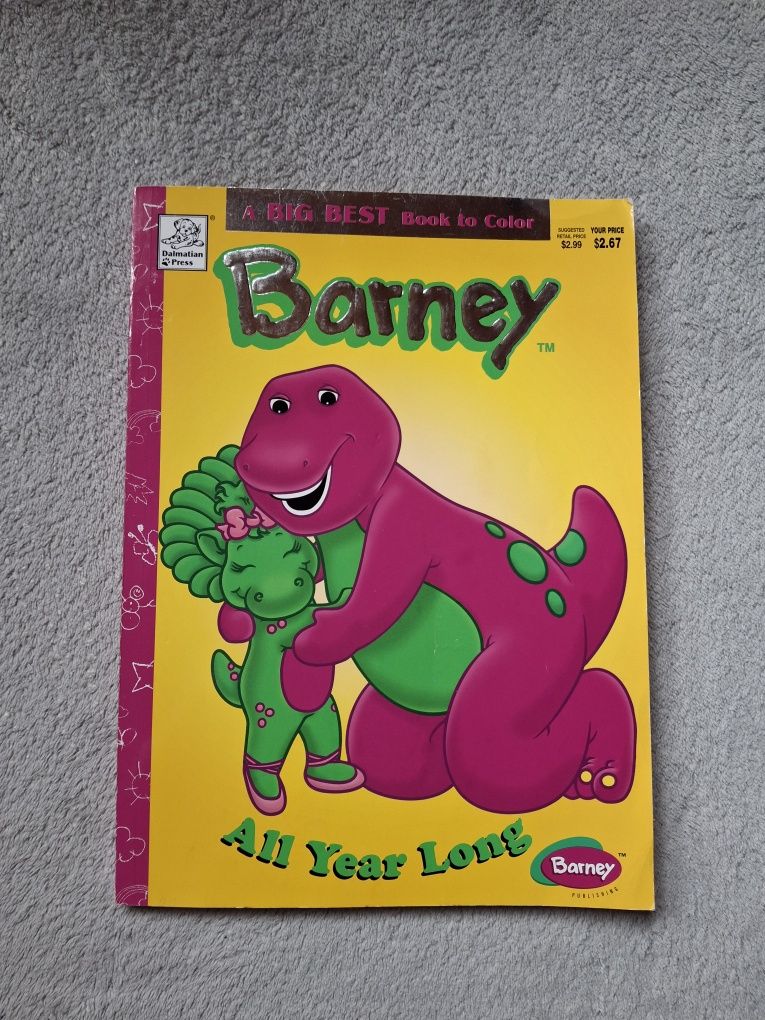 A BIG BEST Book to Color
Dalmatian
Press
®
SUGGESTED
RETAIL PRICE
$2.99
YOUR PRICE
$2.67
Barney
TM
All Year Long
Barney
TM
PUBLISHING